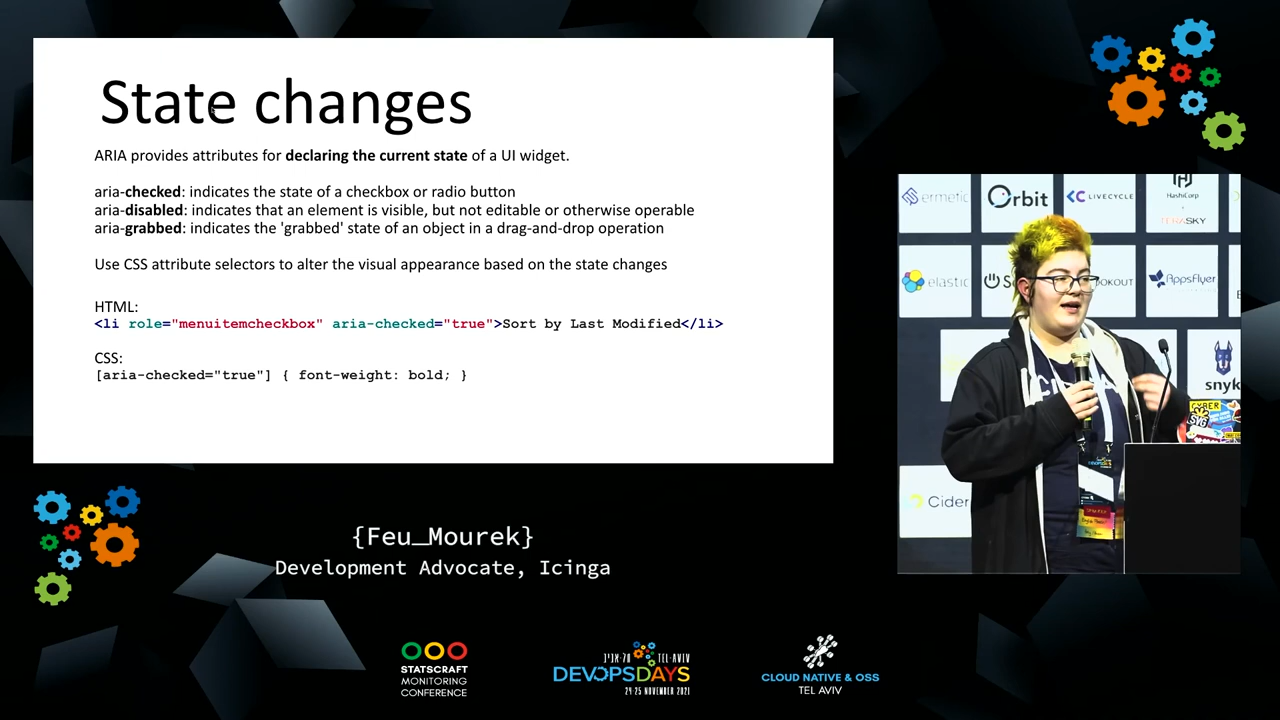 State changes
ARIA provides attributes for declaring the current state of a UI widget.
aria-checked: indicates the state of a checkbox or radio button
aria-disabled: indicates that an element is visible, but not editable or otherwise operable
aria-grabbed: indicates the 'grabbed' state of an object in a drag-and-drop operation
Use CSS attribute selectors to alter the visual appearance based on the state changes
HTML:
<li role="menuitemcheckbox" aria-checked="true">Sort by Last Modified</li>
CSS:
[aria-checked="true"] { font-weight: bold; }
ermetic
Orbit
LIVECYCLE
HashiCorp
TERASKY
elastic
OOKOUT
AppsFlyer
snyk
CYBER
Cider
{Feu_Mourek}
Development Advocate, Icinga
STATSCRAFT
MONITORING
CONFERENCE
תל-אביב TEL-AVIV
DEVOPSDAYS
24-25 NOVEMBER 2021
CLOUD NATIVE & OSS
TEL AVIV